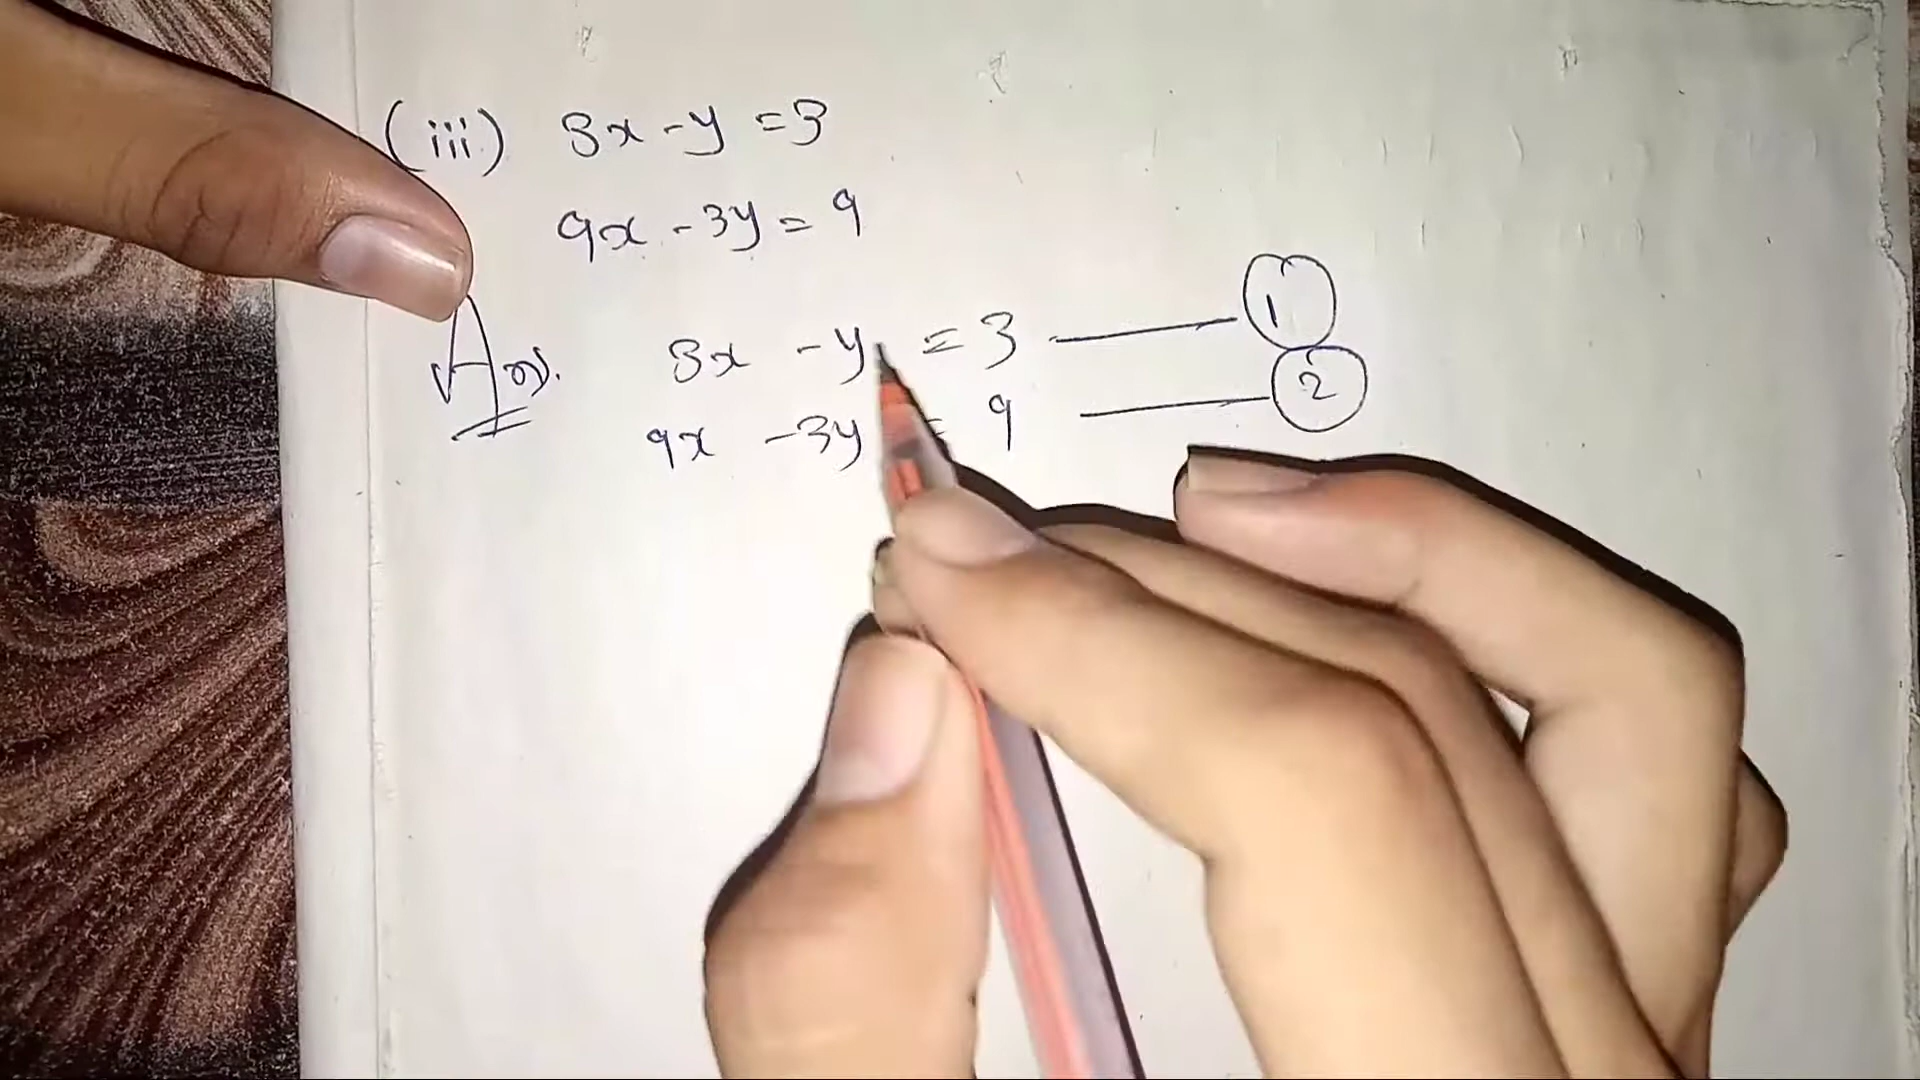 (iii) 3x - y = 3
9x - 3y = 9
Ans. 3x - y = 3 —— 1
9x - 3y = 9 —— 2